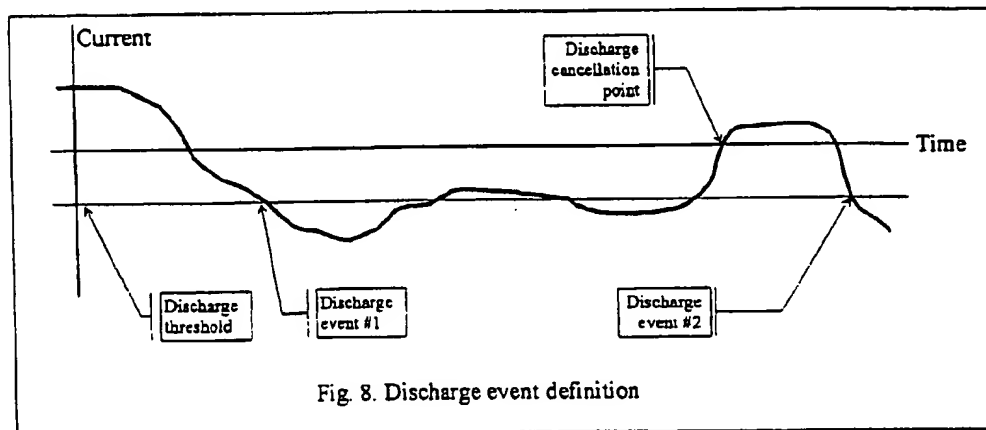 Current
Discharge
cancellation
point
Time
Discharge
threshold
Discharge
event #1
Discharge
event #2
Fig. 8. Discharge event definition